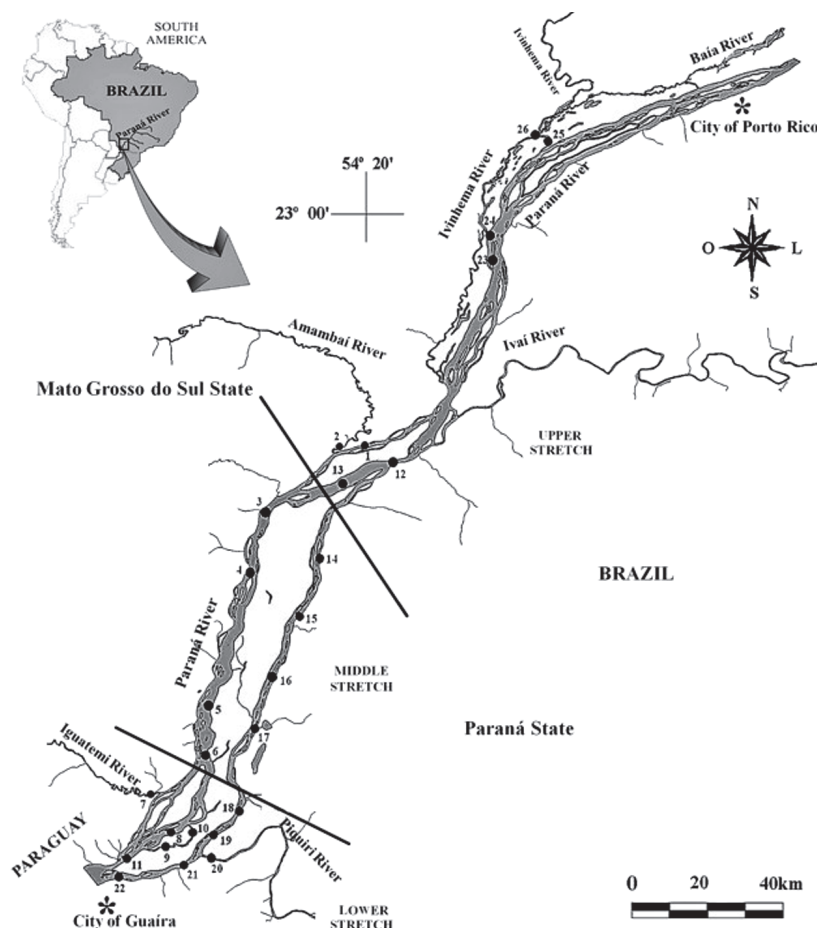 SOUTH
AMERICA
BRAZIL
Paraná River
54º 20'
23º 00'
Ivinhema River
Baía River
City of Porto Rico
26
25
Ivinhema River
Paraná River
24
23
N
O
L
S
Amambaí River
Ivaí River
Mato Grosso do Sul State
UPPER
STRETCH
2
1
12
13
3
14
4
BRAZIL
15
Paraná River
MIDDLE
STRETCH
16
5
17
Paraná State
6
Iguatemi River
7
18
Piquiri River
PARAGUAY
8
10
19
9
20
11
21
22
City of Guaíra
LOWER
STRETCH
0
20
40km